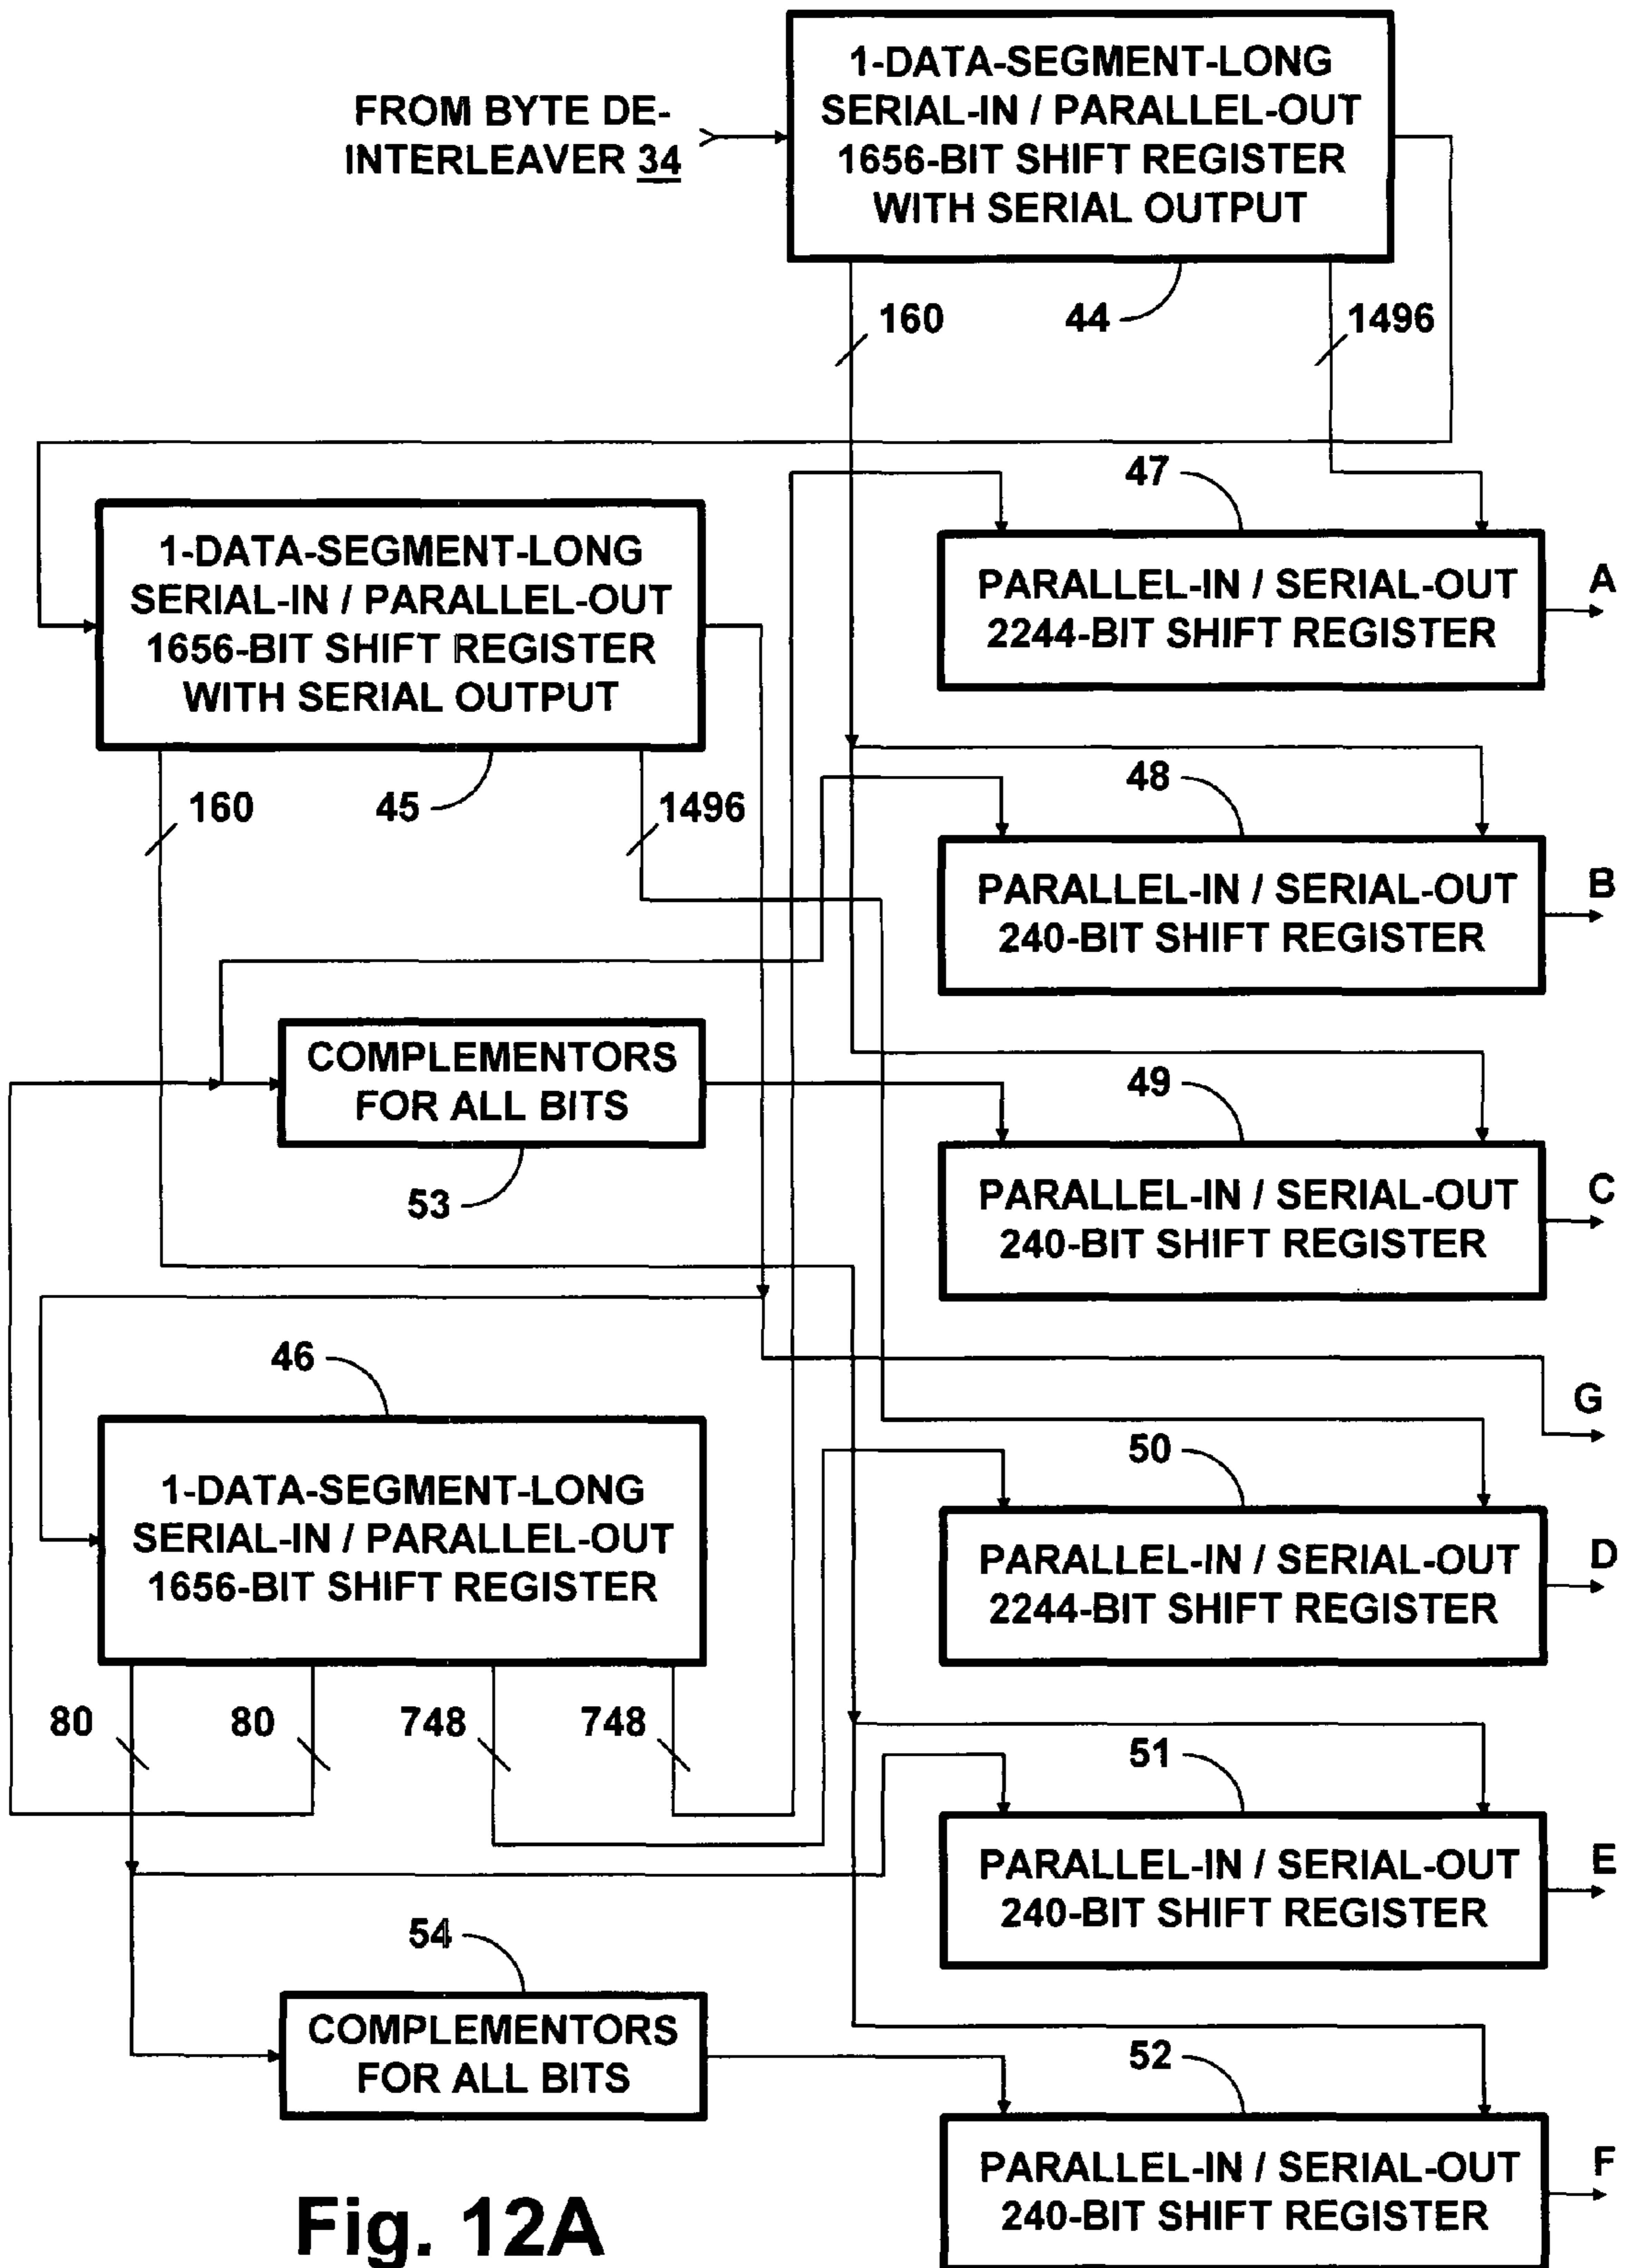 1-DATA-SEGMENT-LONG
SERIAL-IN / PARALLEL-OUT
1656-BIT SHIFT REGISTER
WITH SERIAL OUTPUT
FROM BYTE DE-
INTERLEAVER 34
160
44
1496
47
1-DATA-SEGMENT-LONG
SERIAL-IN / PARALLEL-OUT
1656-BIT SHIFT REGISTER
WITH SERIAL OUTPUT
PARALLEL-IN / SERIAL-OUT
2244-BIT SHIFT REGISTER
A
160
45
1496
48
PARALLEL-IN / SERIAL-OUT
240-BIT SHIFT REGISTER
B
COMPLEMENTORS
FOR ALL BITS
53
49
PARALLEL-IN / SERIAL-OUT
240-BIT SHIFT REGISTER
C
46
G
1-DATA-SEGMENT-LONG
SERIAL-IN / PARALLEL-OUT
1656-BIT SHIFT REGISTER
50
PARALLEL-IN / SERIAL-OUT
2244-BIT SHIFT REGISTER
D
80
80
748
748
51
PARALLEL-IN / SERIAL-OUT
240-BIT SHIFT REGISTER
E
54
COMPLEMENTORS
FOR ALL BITS
52
PARALLEL-IN / SERIAL-OUT
240-BIT SHIFT REGISTER
F
Fig. 12A